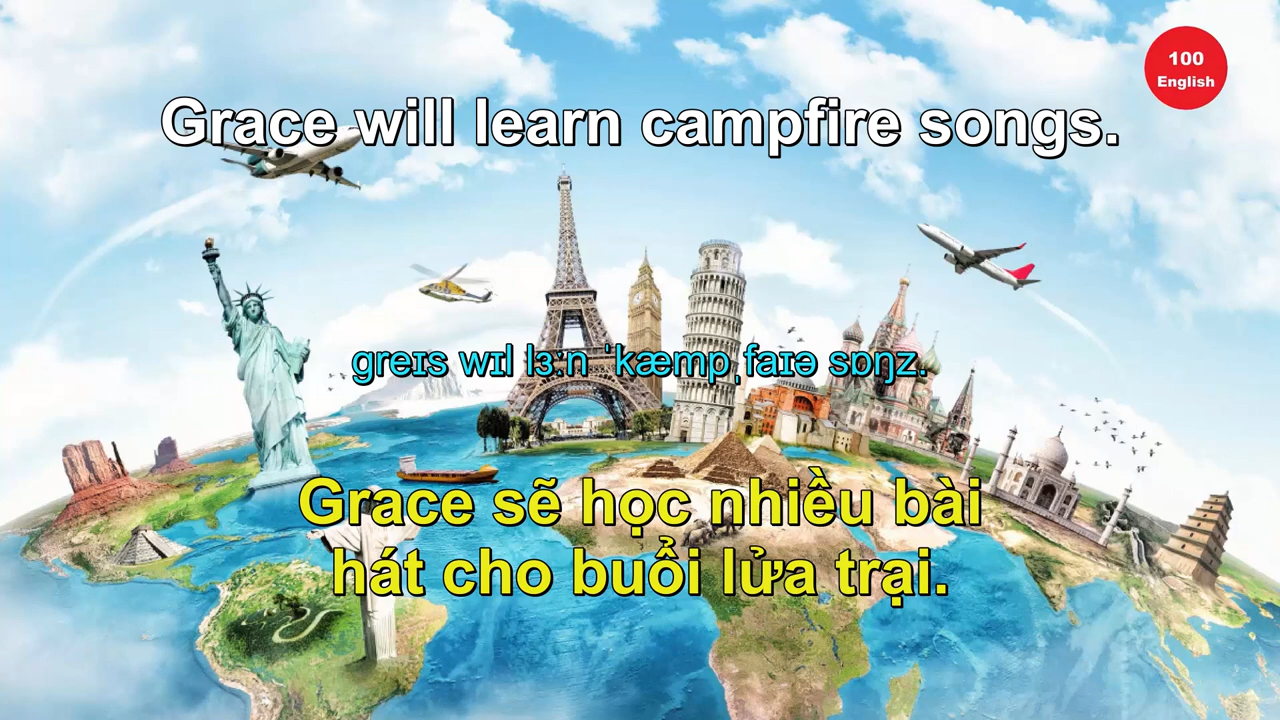 100
English
Grace will learn campfire songs.
greɪs wɪl lɜːn ˈkæmpˌfaɪə sɒŋz.
Grace sẽ học nhiều bài
hát cho buổi lửa trại.